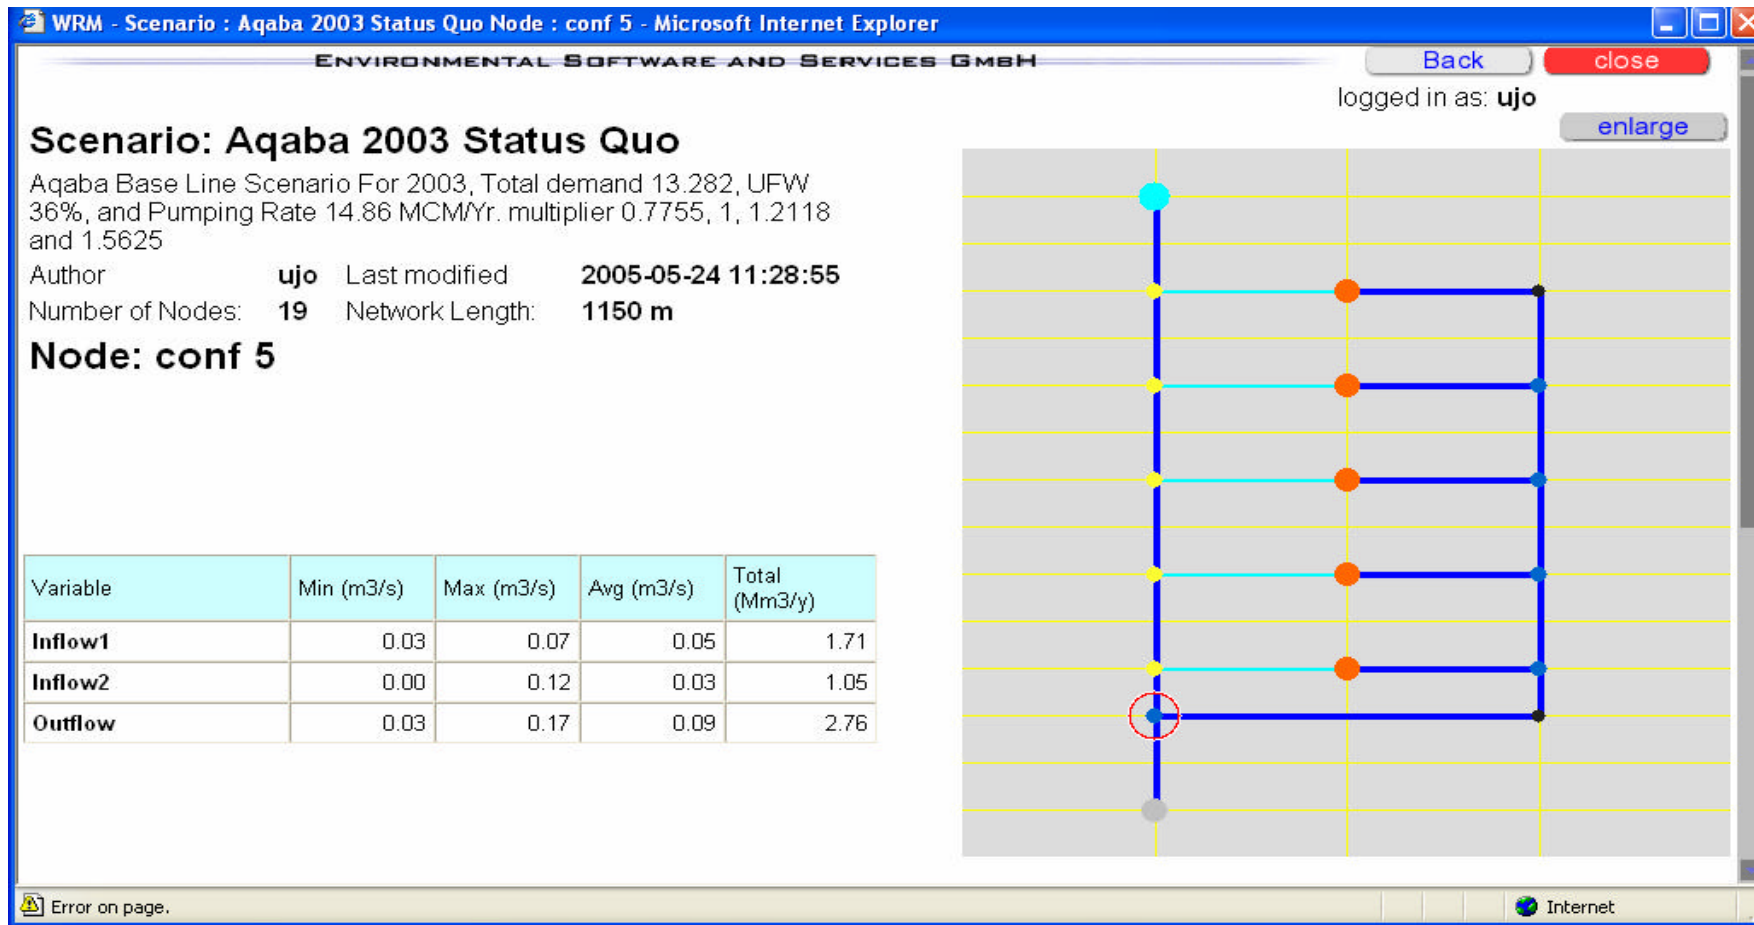 WRM - Scenario : Aqaba 2003 Status Quo Node : conf 5 - Microsoft Internet Explorer
ENVIRONMENTAL SOFTWARE AND SERVICES GMBH
Back close
logged in as: ujo
enlarge
Scenario: Aqaba 2003 Status Quo
Aqaba Base Line Scenario For 2003, Total demand 13.282, UFW
36%, and Pumping Rate 14.86 MCM/Yr. multiplier 0.7755, 1, 1.2118
and 1.5625
Author ujo Last modified 2005-05-24 11:28:55
Number of Nodes: 19 Network Length: 1150 m
Node: conf 5
Variable Min (m3/s) Max (m3/s) Avg (m3/s) Total (Mm3/y)
Inflow1 0.03 0.07 0.05 1.71
Inflow2 0.00 0.12 0.03 1.05
Outflow 0.03 0.17 0.09 2.76
Error on page. Internet